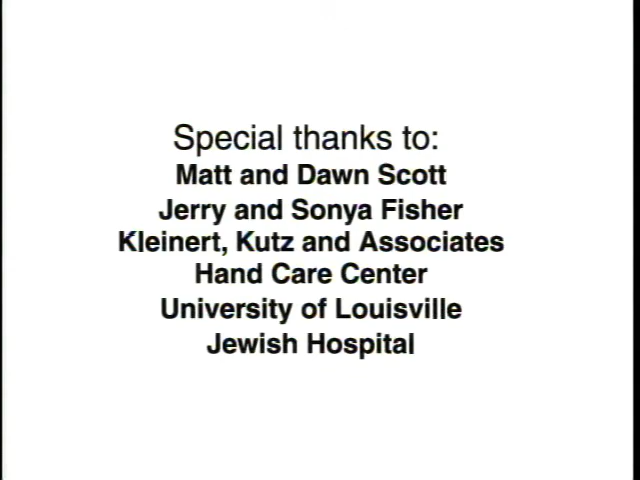 Special thanks to:
Matt and Dawn Scott
Jerry and Sonya Fisher
Kleinert, Kutz and Associates
Hand Care Center
University of Louisville
Jewish Hospital